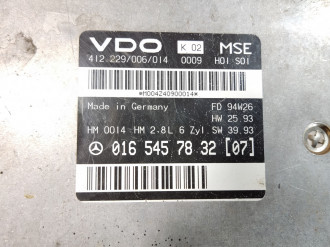 VDO K 02 MSE
412.229/006/014 0009 H01 S01
*M004Z40900014*
Made in Germany FD 94W26
HW 25.93
HM 0014 HM 2.8L 6 Zyl SW 39.93
016 545 78 32 [07]